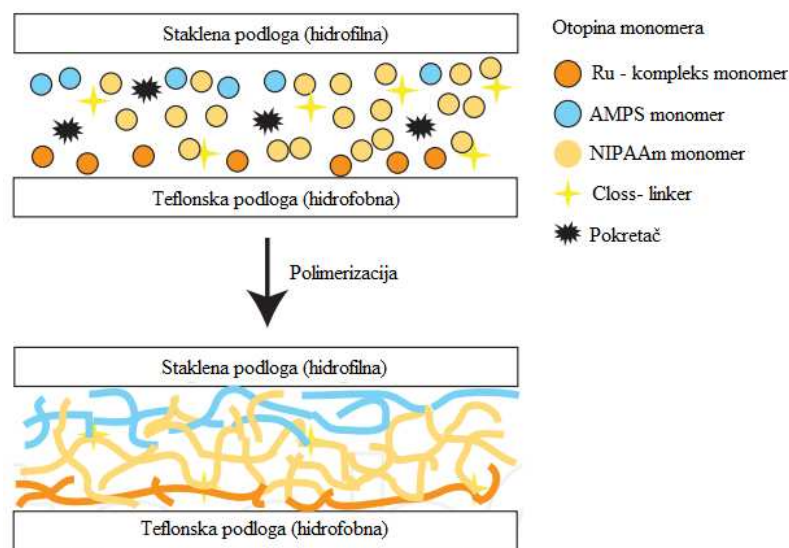 Staklena podloga (hidrofilna)
Teflonska podloga (hidrofobna)
Polimerizacija
Staklena podloga (hidrofilna)
Teflonska podloga (hidrofobna)
Otopina monomera
Ru - kompleks monomer
AMPS monomer
NIPAAm monomer
Closs- linker
Pokretač